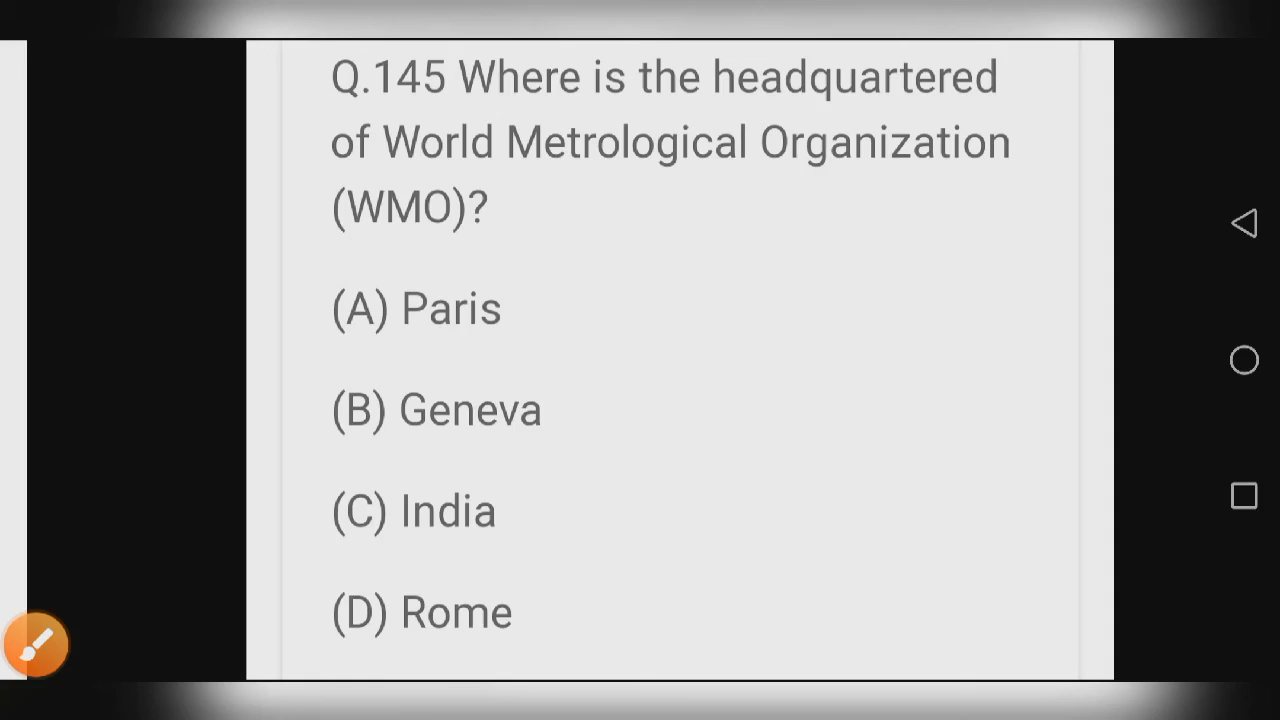 Q.145 Where is the headquartered
of World Metrological Organization
(WMO)?
(A) Paris
(B) Geneva
(C) India
(D) Rome